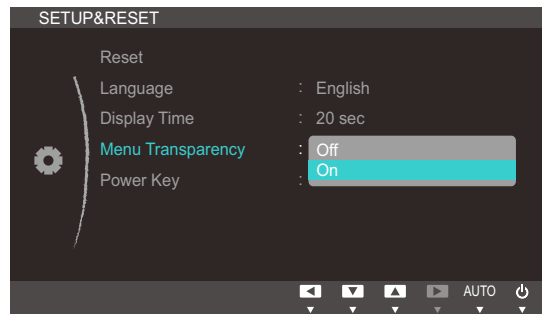 SETUP&RESET
Reset
Language : English
Display Time : 20 sec
Menu Transparency : Off
On
Power Key :
AUTO